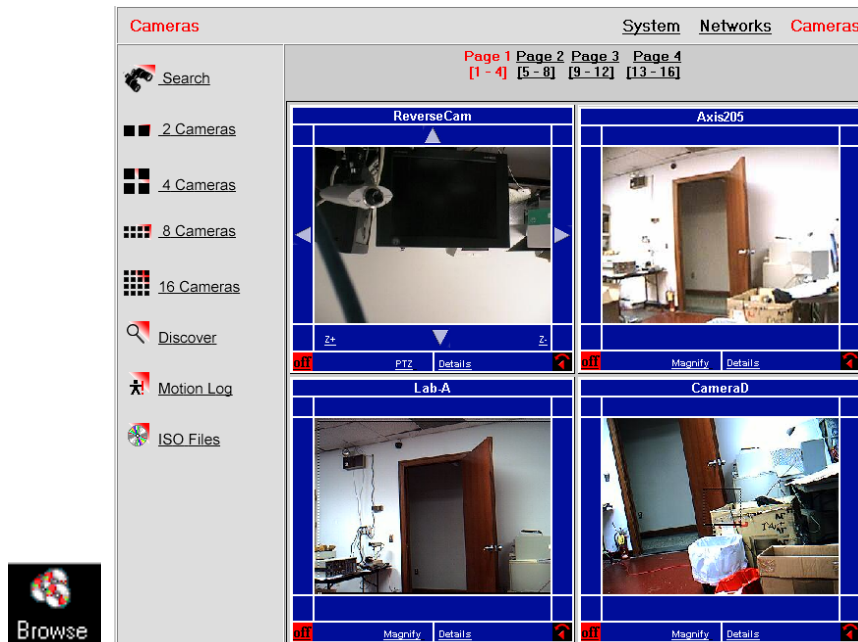 Cameras
System Networks Cameras
Page 1 Page 2 Page 3 Page 4
[1 - 4] [5 - 8] [9 - 12] [13 - 16]
Search
2 Cameras
4 Cameras
8 Cameras
16 Cameras
Discover
Motion Log
ISO Files
ReverseCam
Z+ Z-
off PTZ Details
Axis205
off Magnify Details
Lab-A
off Magnify Details
CameraD
off Magnify Details
Browse